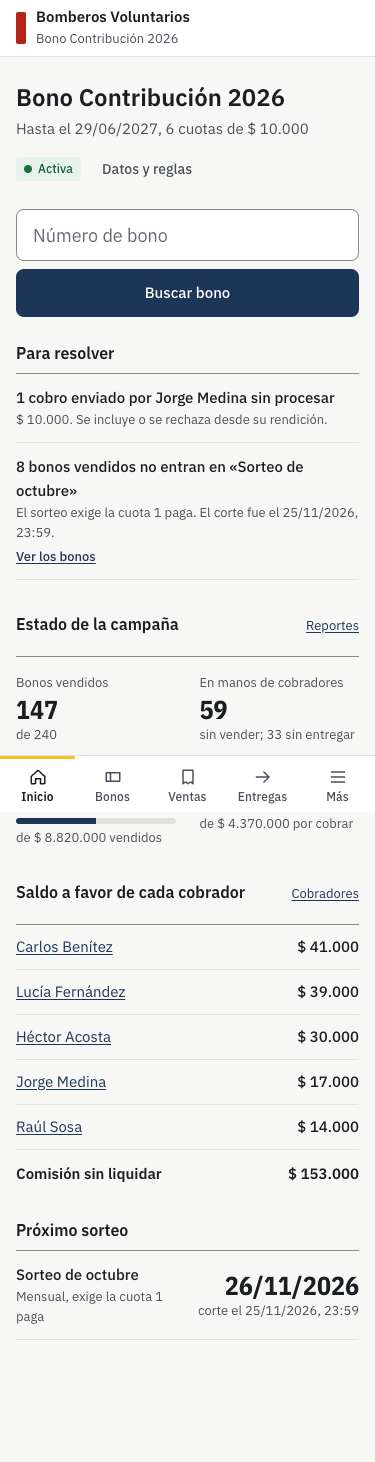 Bomberos Voluntarios
Bono Contribución 2026
Bono Contribución 2026
Hasta el 29/06/2027, 6 cuotas de $ 10.000
Activa
Datos y reglas
Número de bono
Buscar bono
Para resolver
1 cobro enviado por Jorge Medina sin procesar
$ 10.000. Se incluye o se rechaza desde su rendición.
8 bonos vendidos no entran en «Sorteo de
octubre»
El sorteo exige la cuota 1 paga. El corte fue el 25/11/2026,
23:59.
Ver los bonos
Estado de la campaña
Reportes
Bonos vendidos
147
de 240
En manos de cobradores
59
sin vender; 33 sin entregar
Inicio
Bonos
Ventas
Entregas
Más
de $ 8.820.000 vendidos
de $ 4.370.000 por cobrar
Saldo a favor de cada cobrador
Cobradores
Carlos Benítez
$ 41.000
Lucía Fernández
$ 39.000
Héctor Acosta
$ 30.000
Jorge Medina
$ 17.000
Raúl Sosa
$ 14.000
Comisión sin liquidar
$ 153.000
Próximo sorteo
Sorteo de octubre
Mensual, exige la cuota 1
paga
26/11/2026
corte el 25/11/2026, 23:59